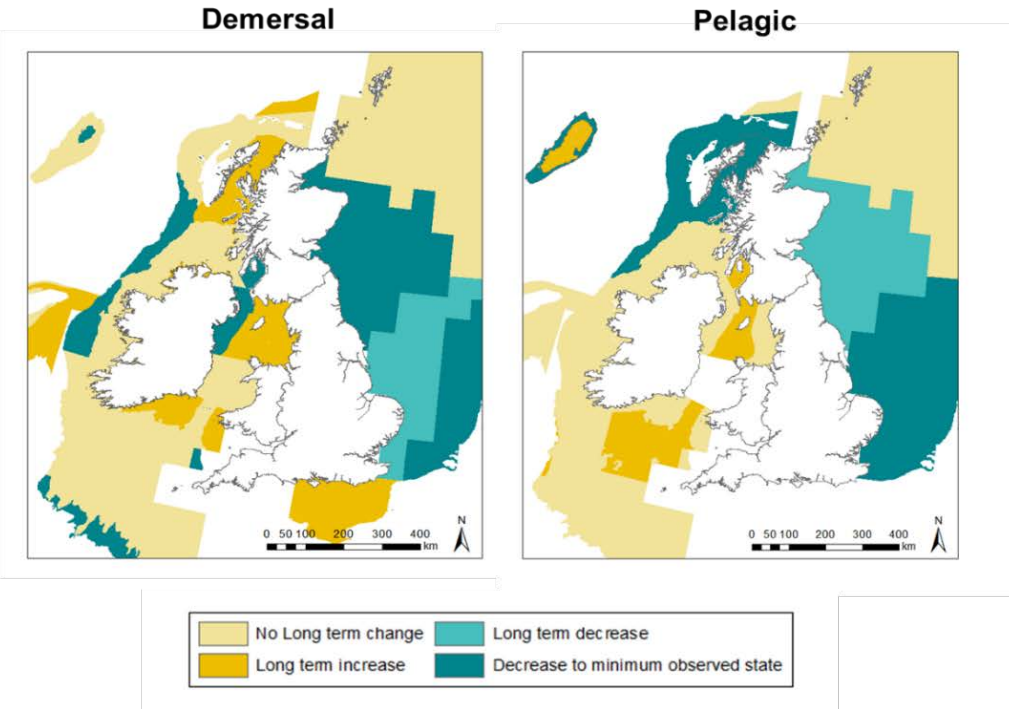 Demersal
Pelagic
N
0 50 100 200 300 400
km
N
0 50 100 200 300 400
km
No Long term change
Long term decrease
Long term increase
Decrease to minimum observed state